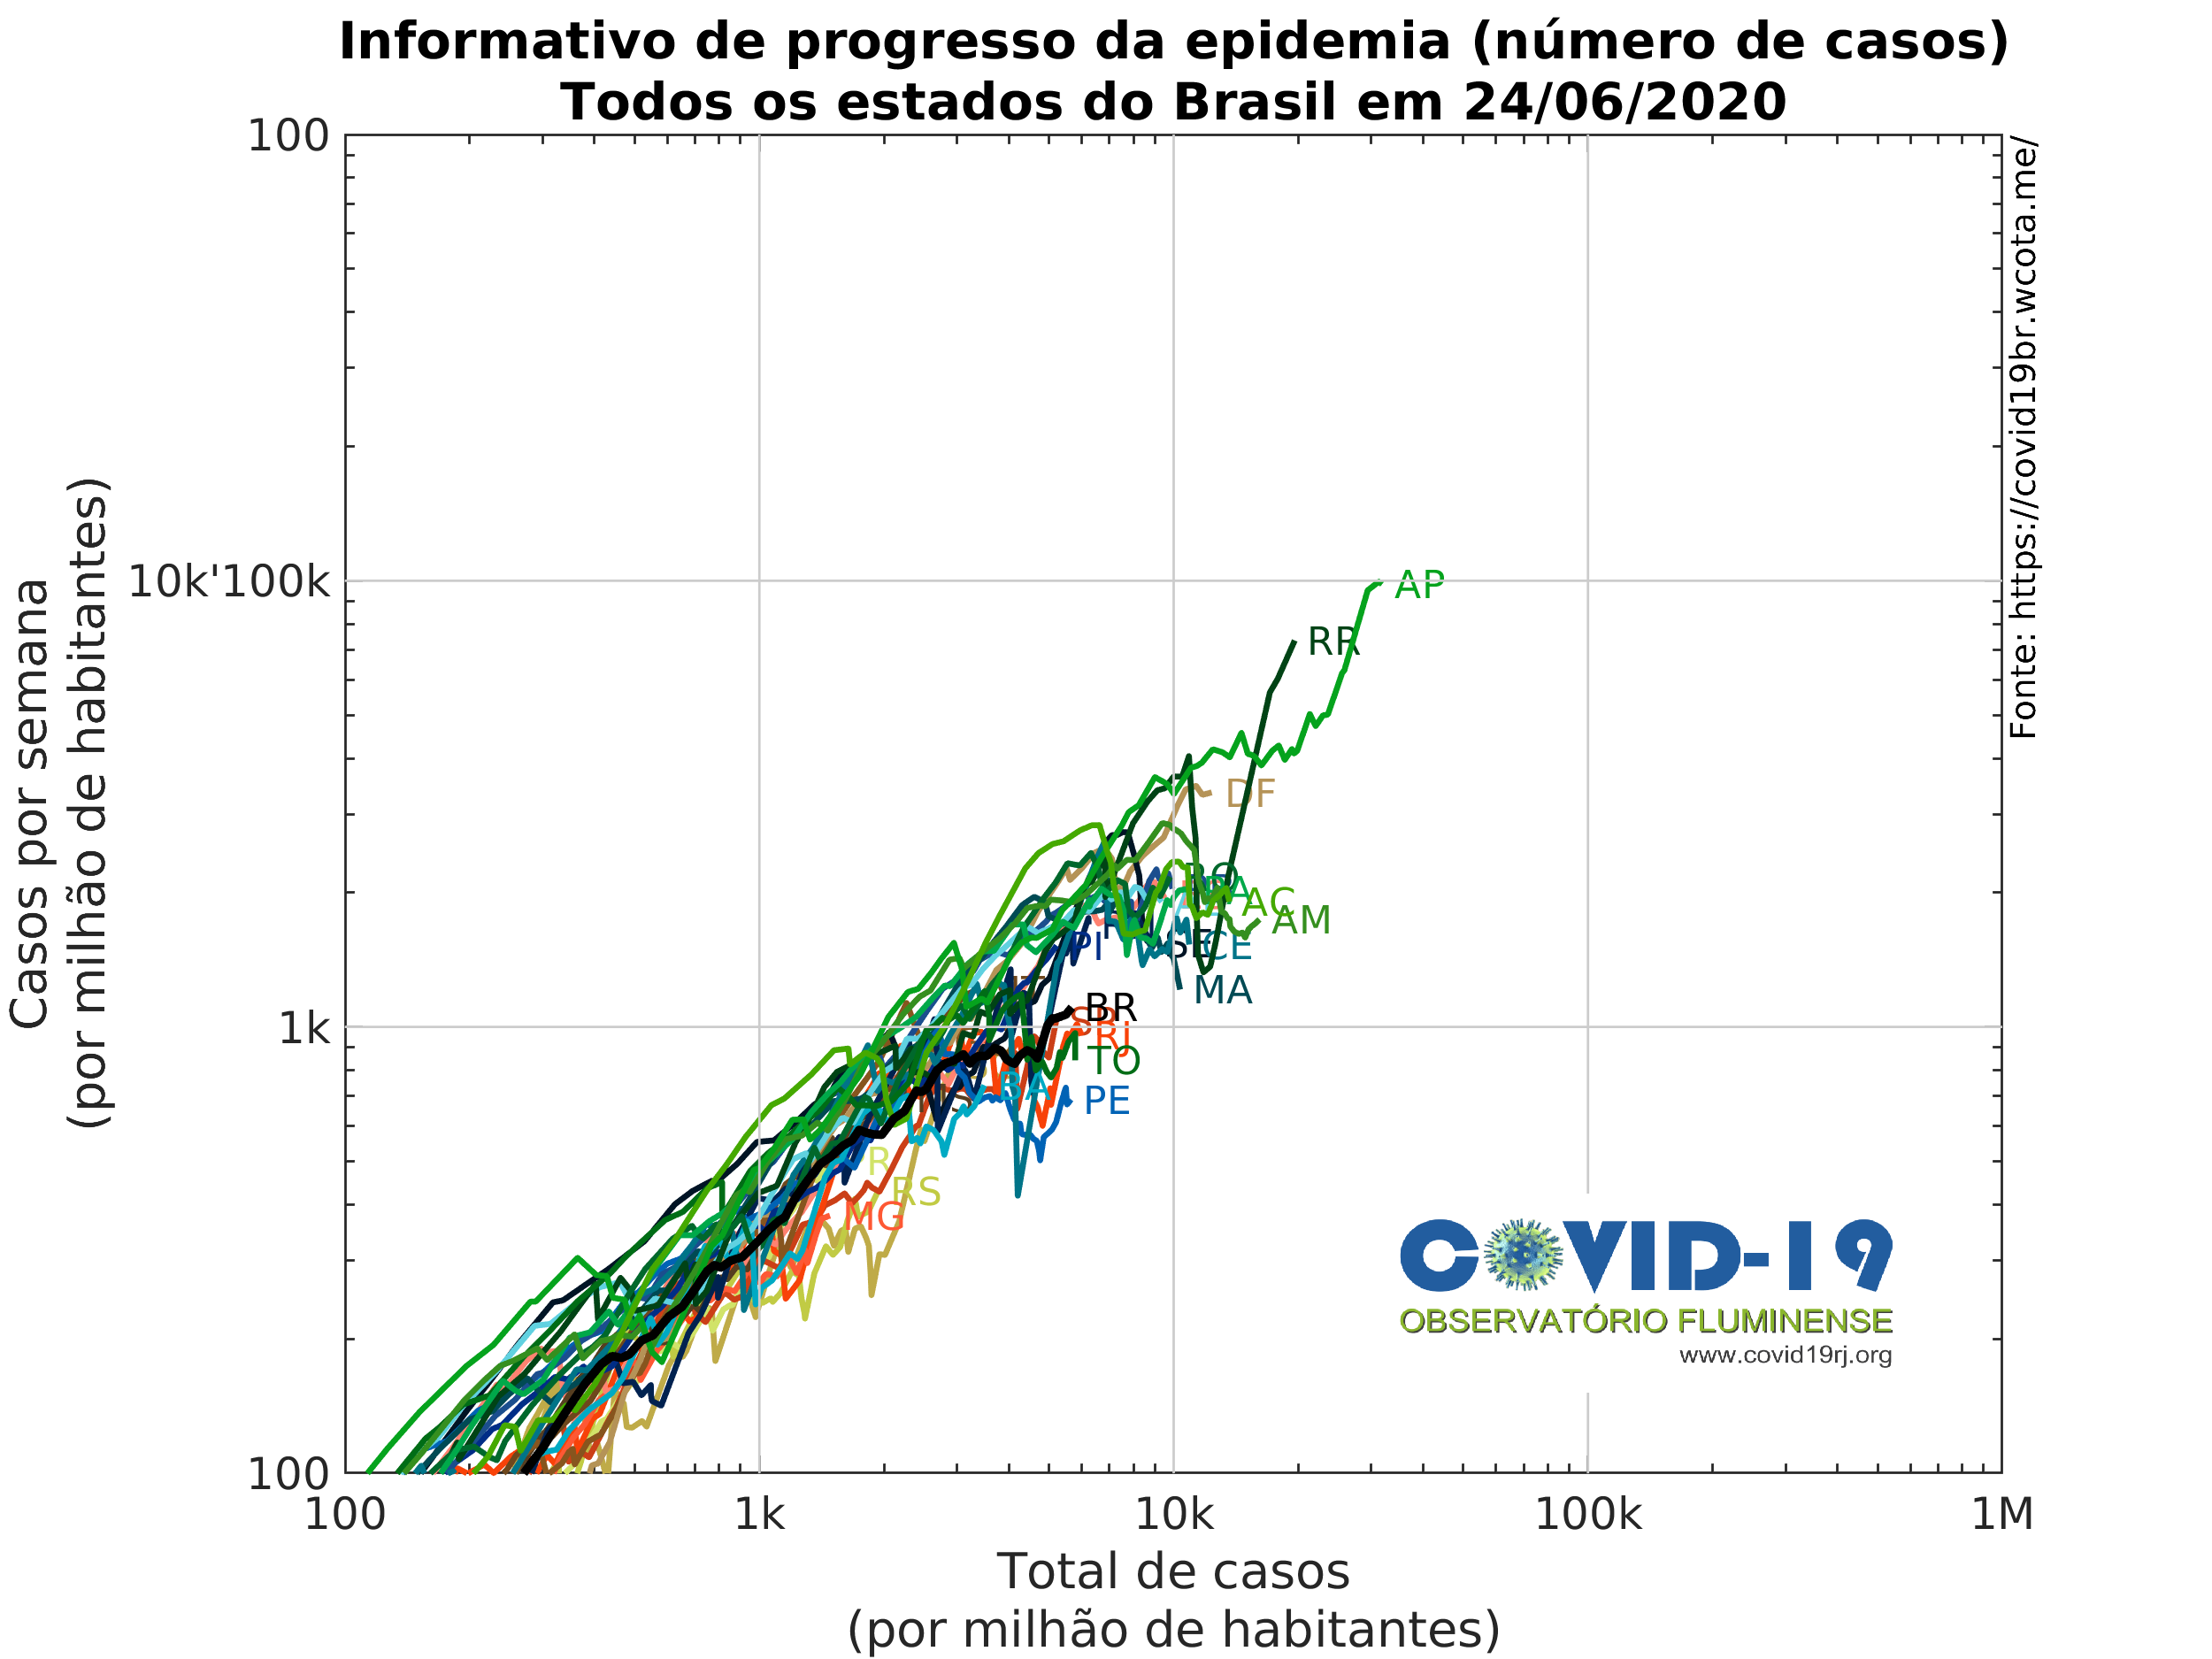 Informativo de progresso da epidemia (número de casos)
Todos os estados do Brasil em 24/06/2020
100
10k'100k
1k
100
Casos por semana
(por milhão de habitantes)
Fonte: https://covid19br.wcota.me/
AP
RR
DF
AC
AM
PI
SE
CE
MA
BR
RJ
TO
BA
PE
RS
MG
COVID-19
OBSERVATÓRIO FLUMINENSE
www.covid19rj.org
100
1k
10k
100k
1M
Total de casos
(por milhão de habitantes)